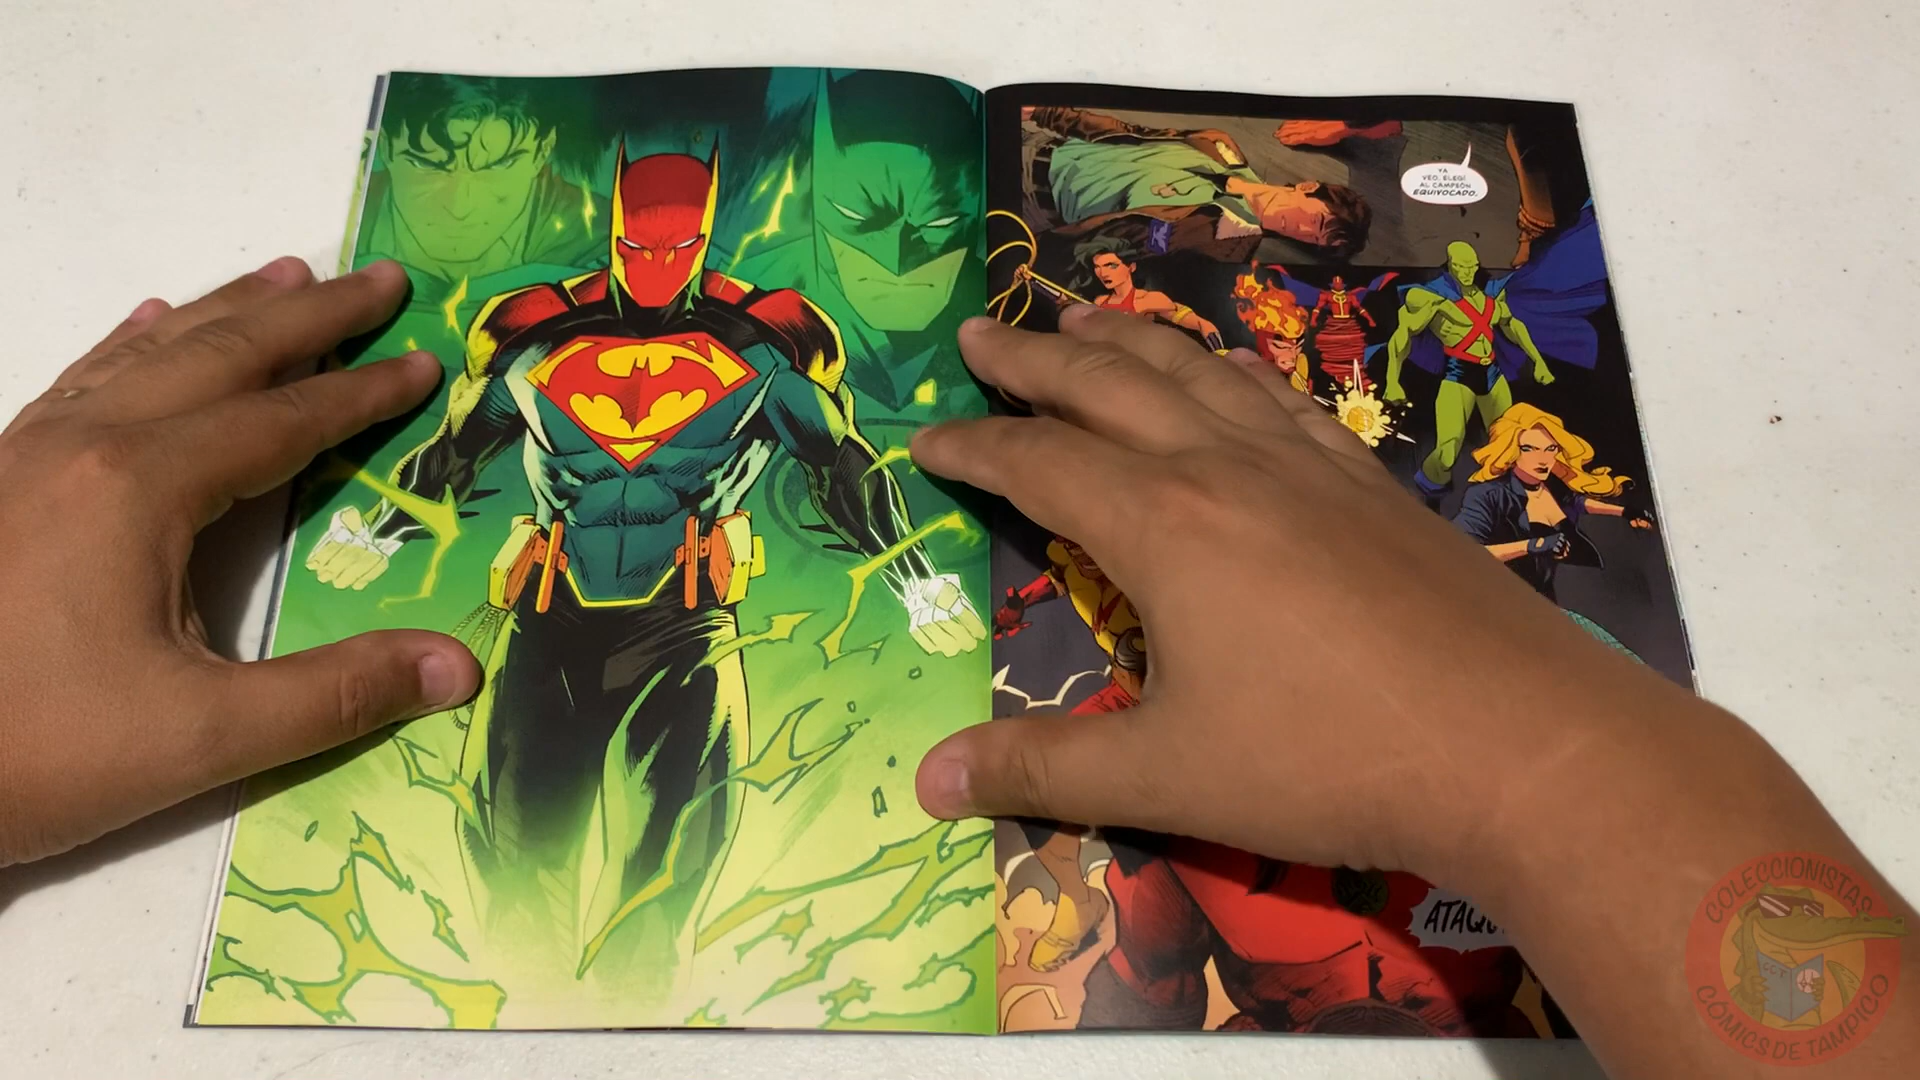 YA
VEO. ELEGÍ
AL CAMPEÓN
EQUIVOCADO.
COLECCIONISTAS
C.C.T
CÓMICS DE TAMPICO